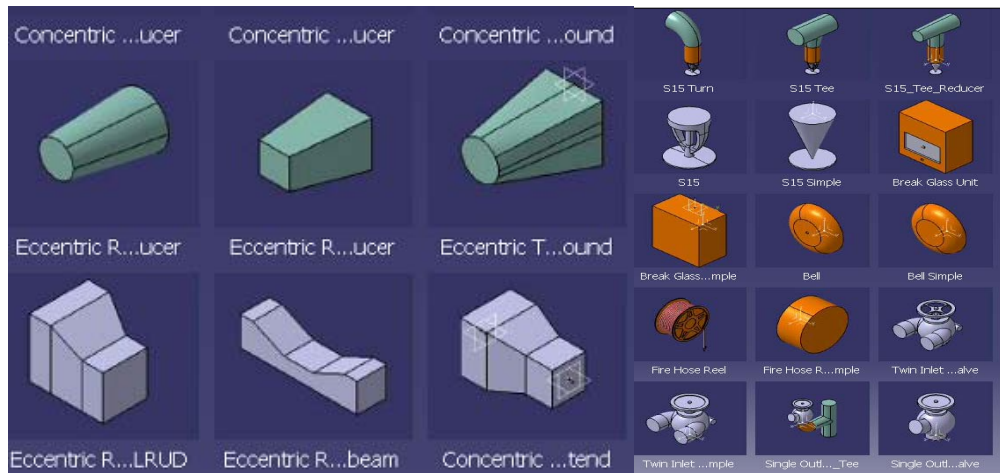 Concentric ...ucer
Concentric ...ucer
Concentric ...ound
Eccentric R...ucer
Eccentric R...ucer
Eccentric T...ound
Eccentric R...LRUD
Eccentric R...beam
Concentric ...tend
S15 Turn
S15 Tee
S15_Tee_Reducer
S15
S15 Simple
Break Glass Unit
Break Glass...mple
Bell
Bell Simple
Fire Hose Reel
Fire Hose R...mple
Twin Inlet ...alve
Twin Inlet ...mple
Single Outl..._Tee
Single Outl...alve